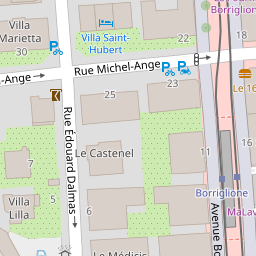 Borriglione
Villa
Marietta
30
Villa Saint-
Hubert
22
18
-Ange
Rue Michel-Ange
B
25
23
Le 16
Rue Édouard Dalmas
Le Castenel
11
7
9
Borriglione
Villa
Lilla
5
MaLav
Avenue Bo
Le Médicis